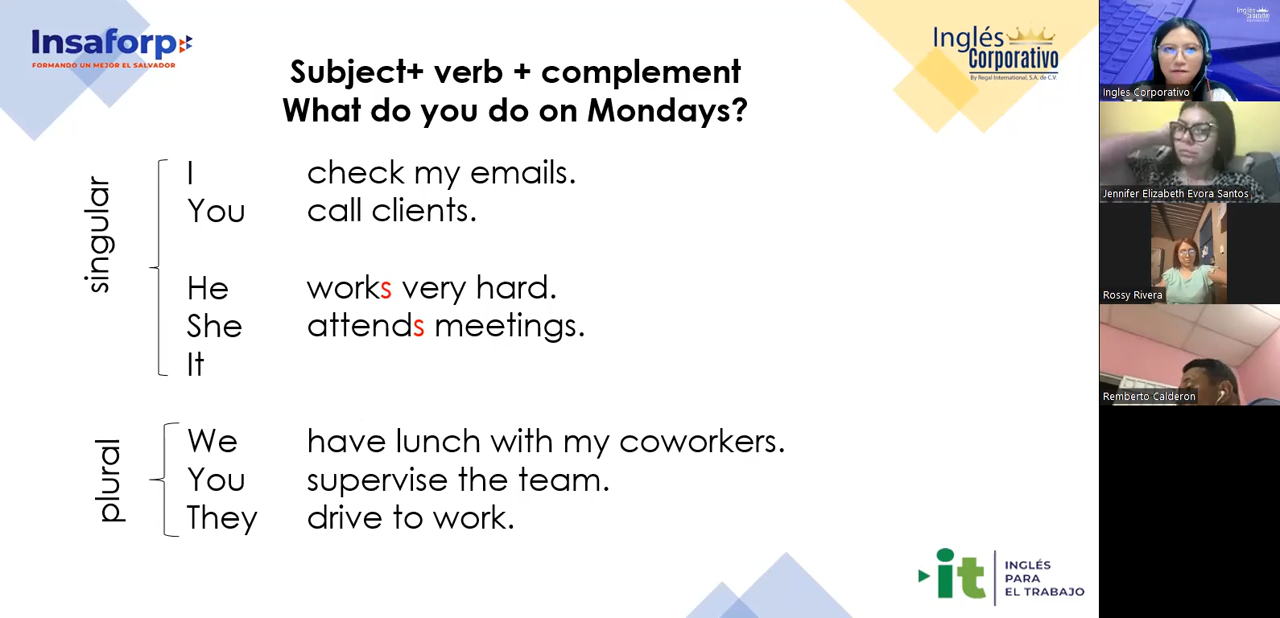 Insaforp
FORMANDO UN MEJOR EL SALVADOR
Inglés
Corporativo
By Regal International, S.A. de C.V.
Subject+ verb + complement
What do you do on Mondays?
singular
I check my emails.
You call clients.
He works very hard.
She attends meetings.
It
plural
We have lunch with my coworkers.
You supervise the team.
They drive to work.
it
INGLÉS
PARA
EL TRABAJO
Ingles Corporativo
Jennifer Elizabeth Evora Santos
Rossy Rivera
Remberto Calderon